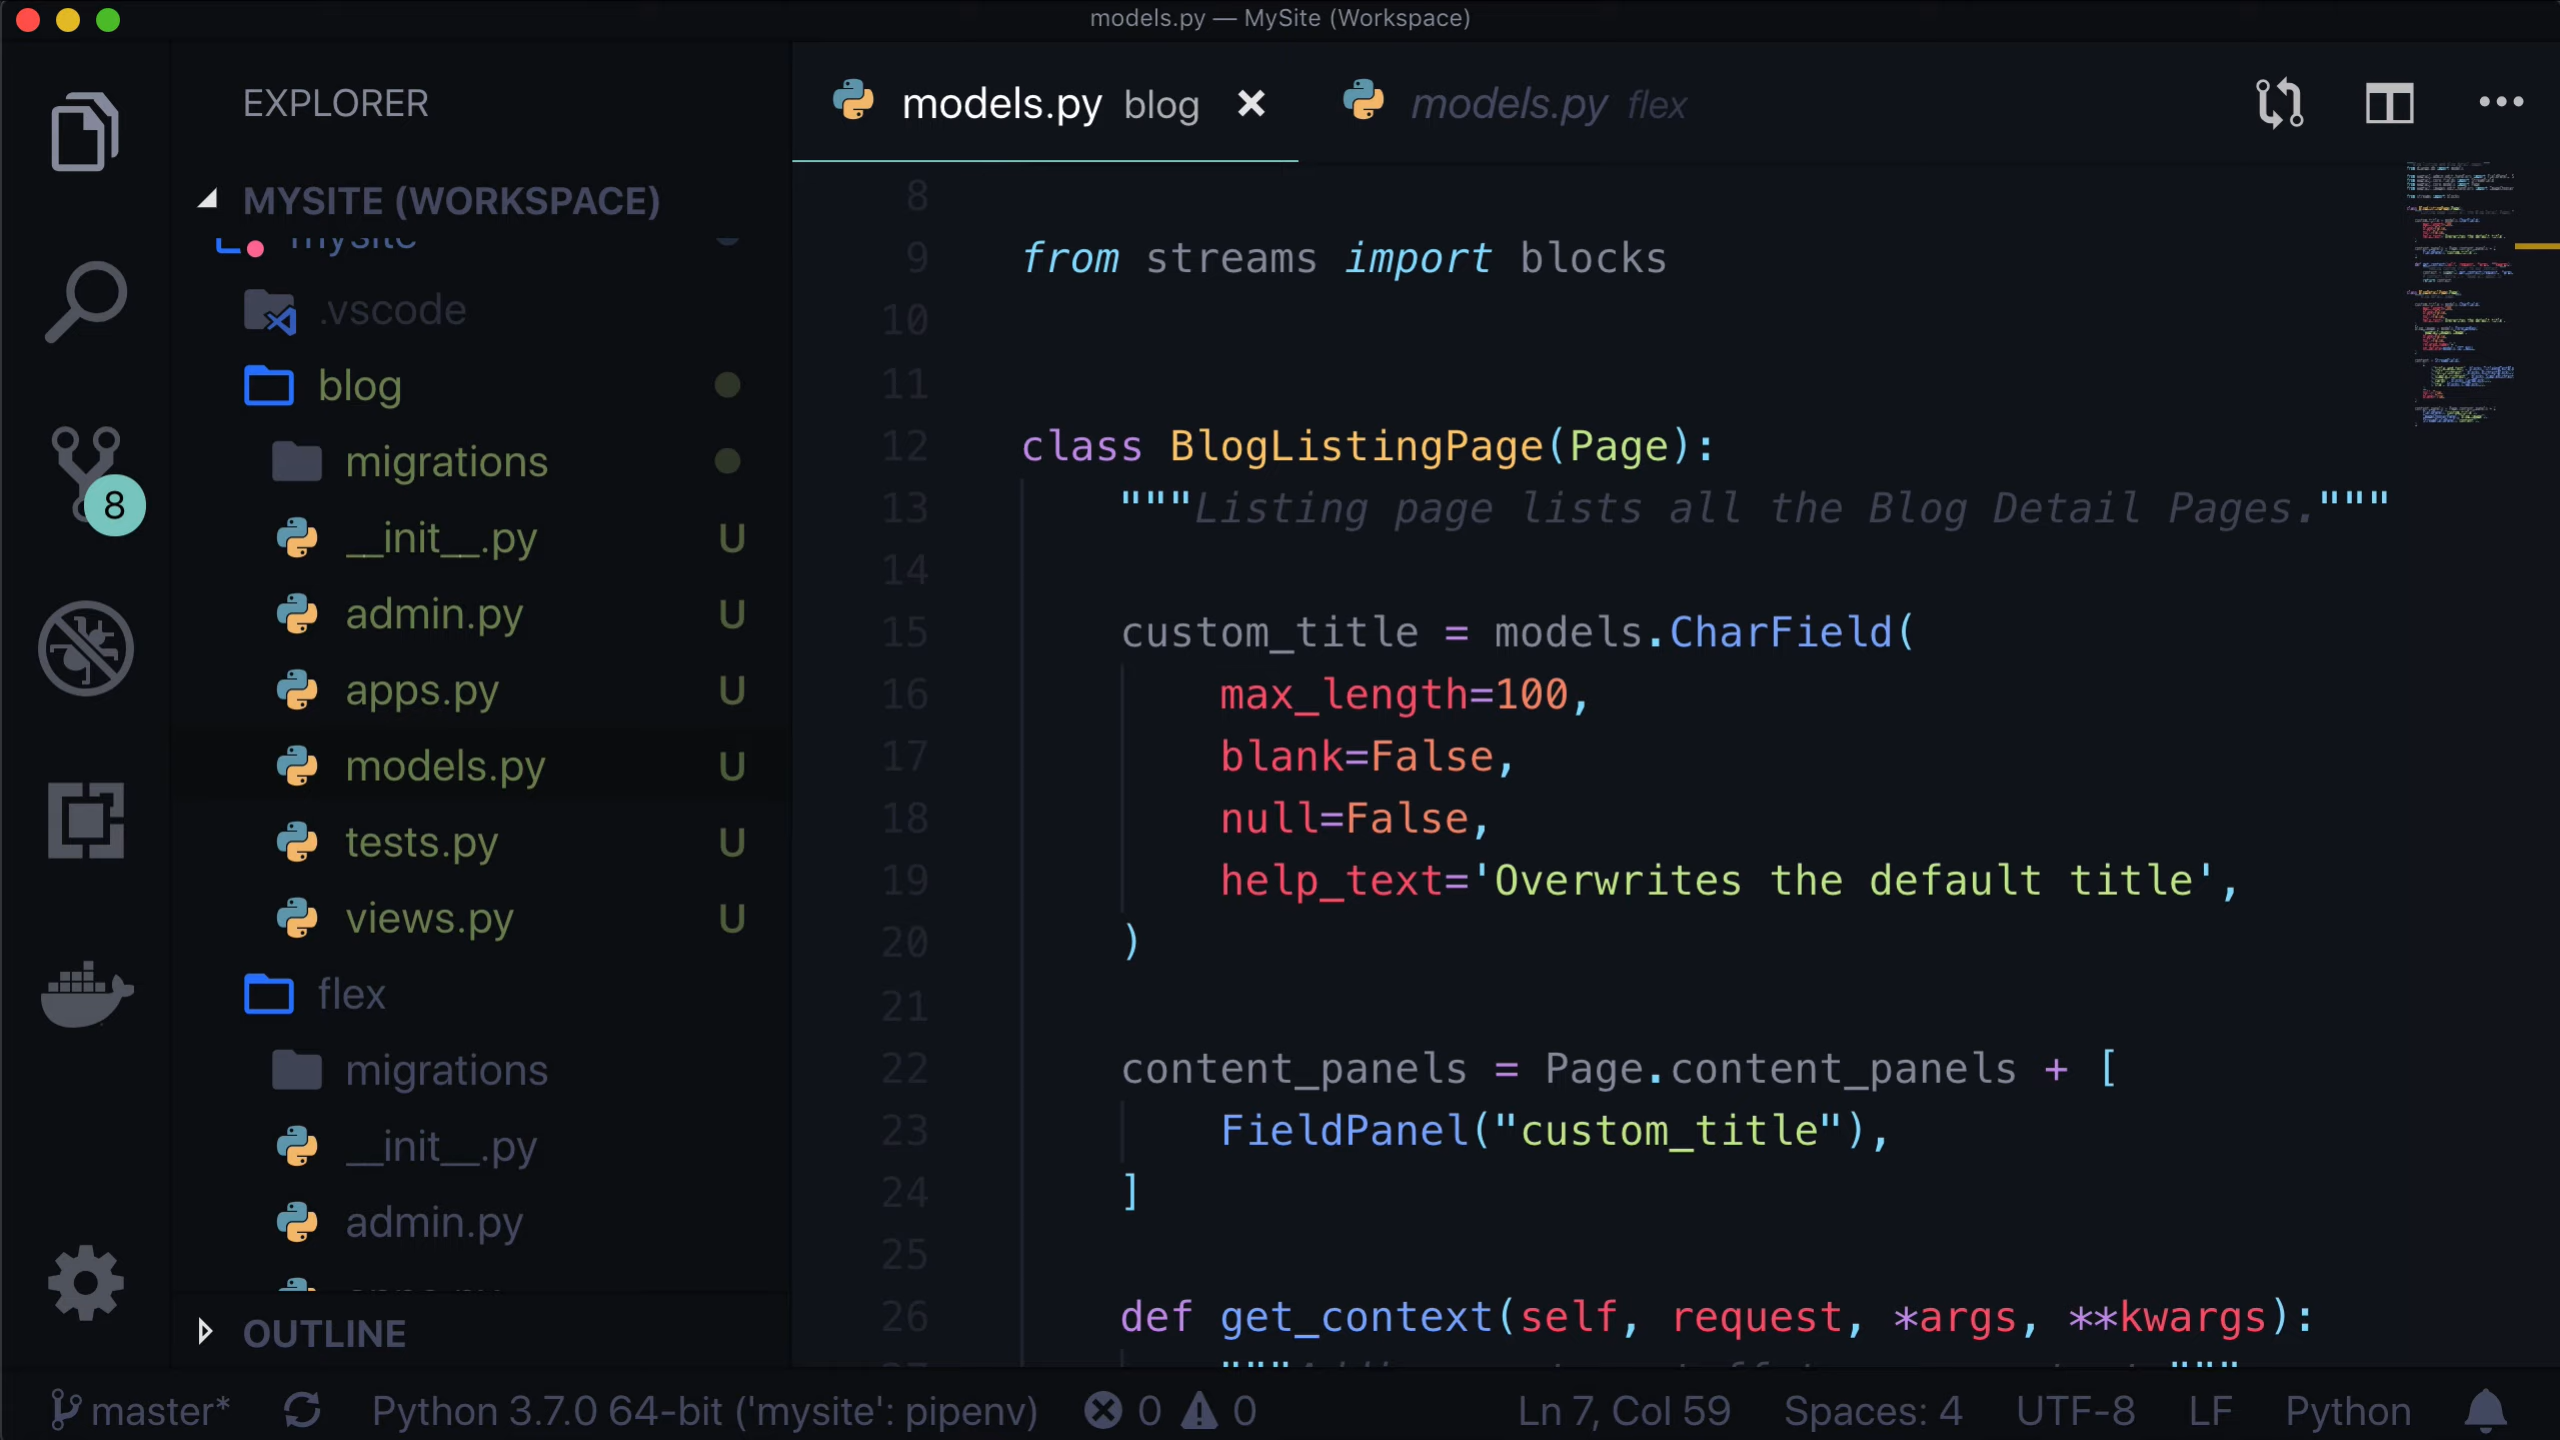 models.py — MySite (Workspace)
EXPLORER
MYSITE (WORKSPACE)
mysite
.vscode
blog
migrations
__init__.py U
admin.py U
apps.py U
models.py U
tests.py U
views.py U
flex
migrations
__init__.py
admin.py
OUTLINE
8
models.py blog
models.py flex
8
9 from streams import blocks
10
11
12 class BlogListingPage(Page):
13 """Listing page lists all the Blog Detail Pages."""
14
15 custom_title = models.CharField(
16 max_length=100,
17 blank=False,
18 null=False,
19 help_text='Overwrites the default title',
20 )
21
22 content_panels = Page.content_panels + [
23 FieldPanel("custom_title"),
24 ]
25
26 def get_context(self, request, *args, **kwargs):
master* Python 3.7.0 64-bit ('mysite': pipenv) 0 0 Ln 7, Col 59 Spaces: 4 UTF-8 LF Python